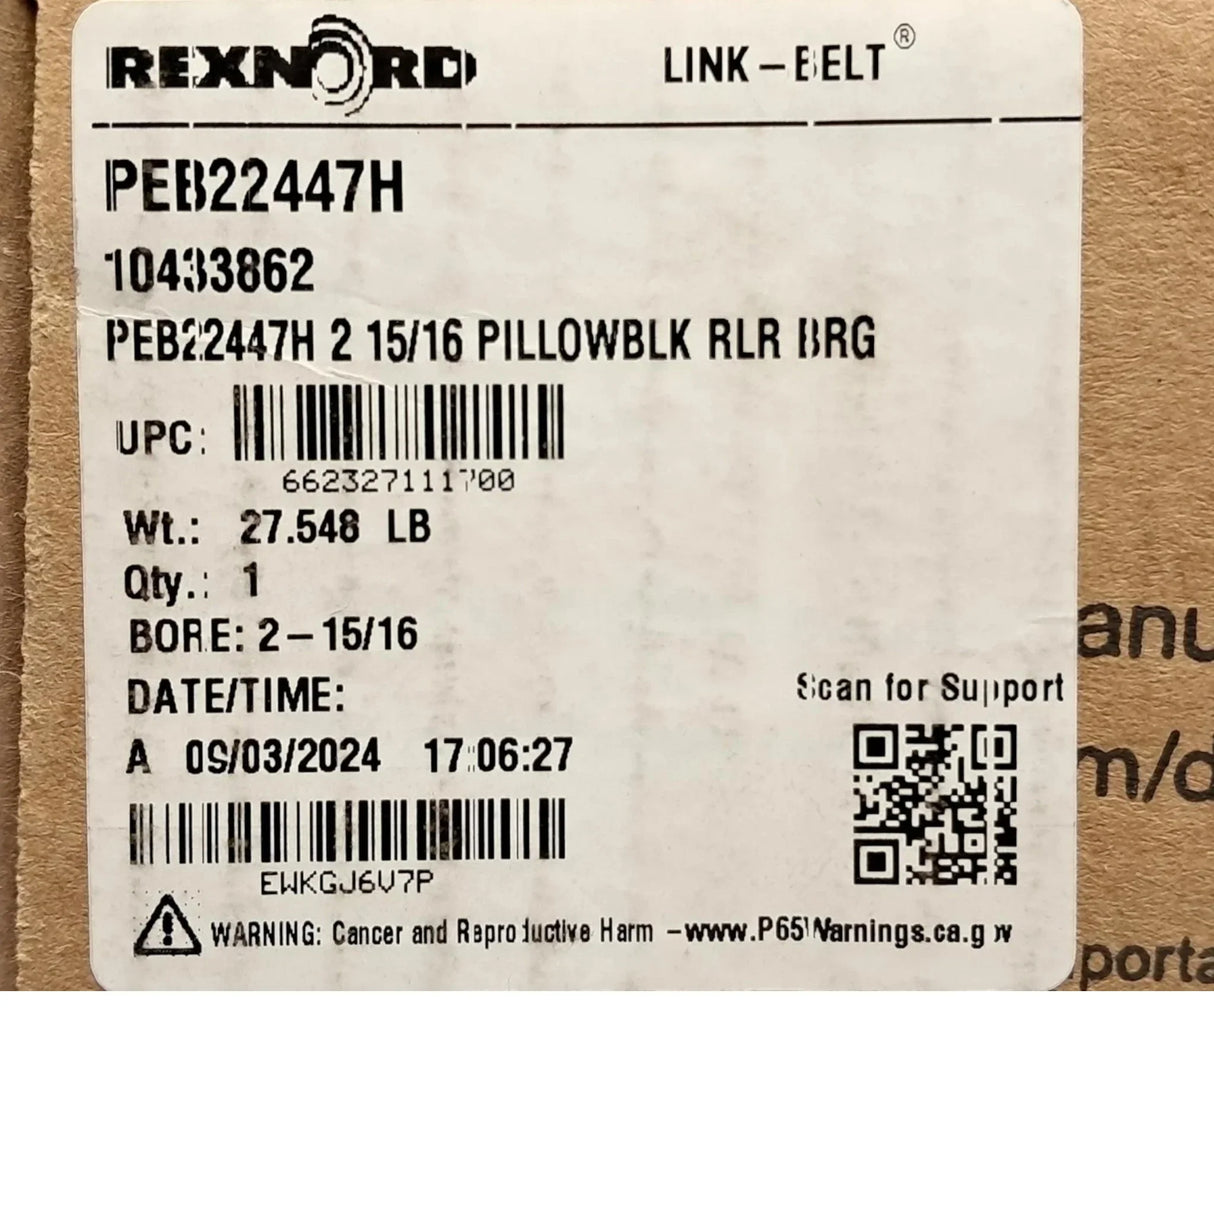 REXNORD LINK-BELT®
PEB22447H
10433862
PEB22447H 2 15/16 PILLOWBLK RLR BRG
UPC:
662327111700
Wt.: 27.548 LB
Qty.: 1
BORE: 2-15/16
anu
DATE/TIME:
Scan for Support
A 09/03/2024 17:06:27
m/d
EWKGJ6V7P
WARNING: Cancer and Reproductive Harm -www.P65Warnings.ca.gov
porta